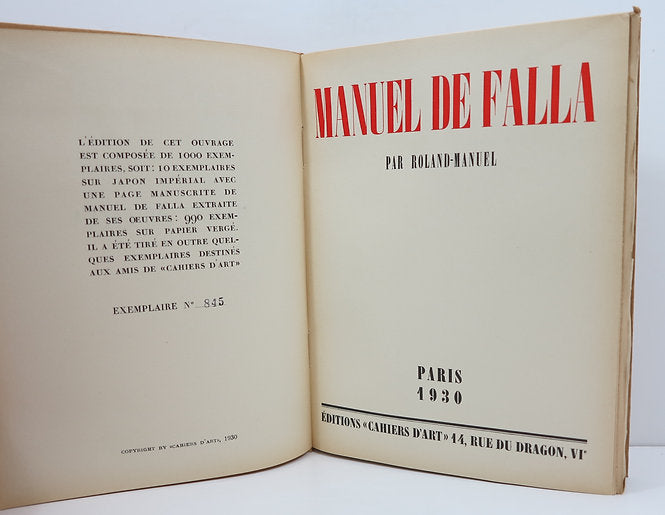 L'ÉDITION DE CET OUVRAGE
EST COMPOSÉE DE 1000 EXEM-
PLAIRES, SOIT: 10 EXEMPLAIRES
SUR JAPON IMPÉRIAL AVEC
UNE PAGE MANUSCRITE DE
MANUEL DE FALLA EXTRAITE
DE SES OEUVRES: 990 EXEM-
PLAIRES SUR PAPIER VERGÉ.
IL A ÉTÉ TIRÉ EN OUTRE QUEL-
QUES EXEMPLAIRES DESTINÉS
AUX AMIS DE «CAHIERS D'ART»
EXEMPLAIRE N° 845
COPYRIGHT BY «CAHIERS D'ART», 1930
MANUEL DE FALLA
PAR ROLAND-MANUEL
PARIS
1930
ÉDITIONS «CAHIERS D'ART» 14, RUE DU DRAGON, VIe